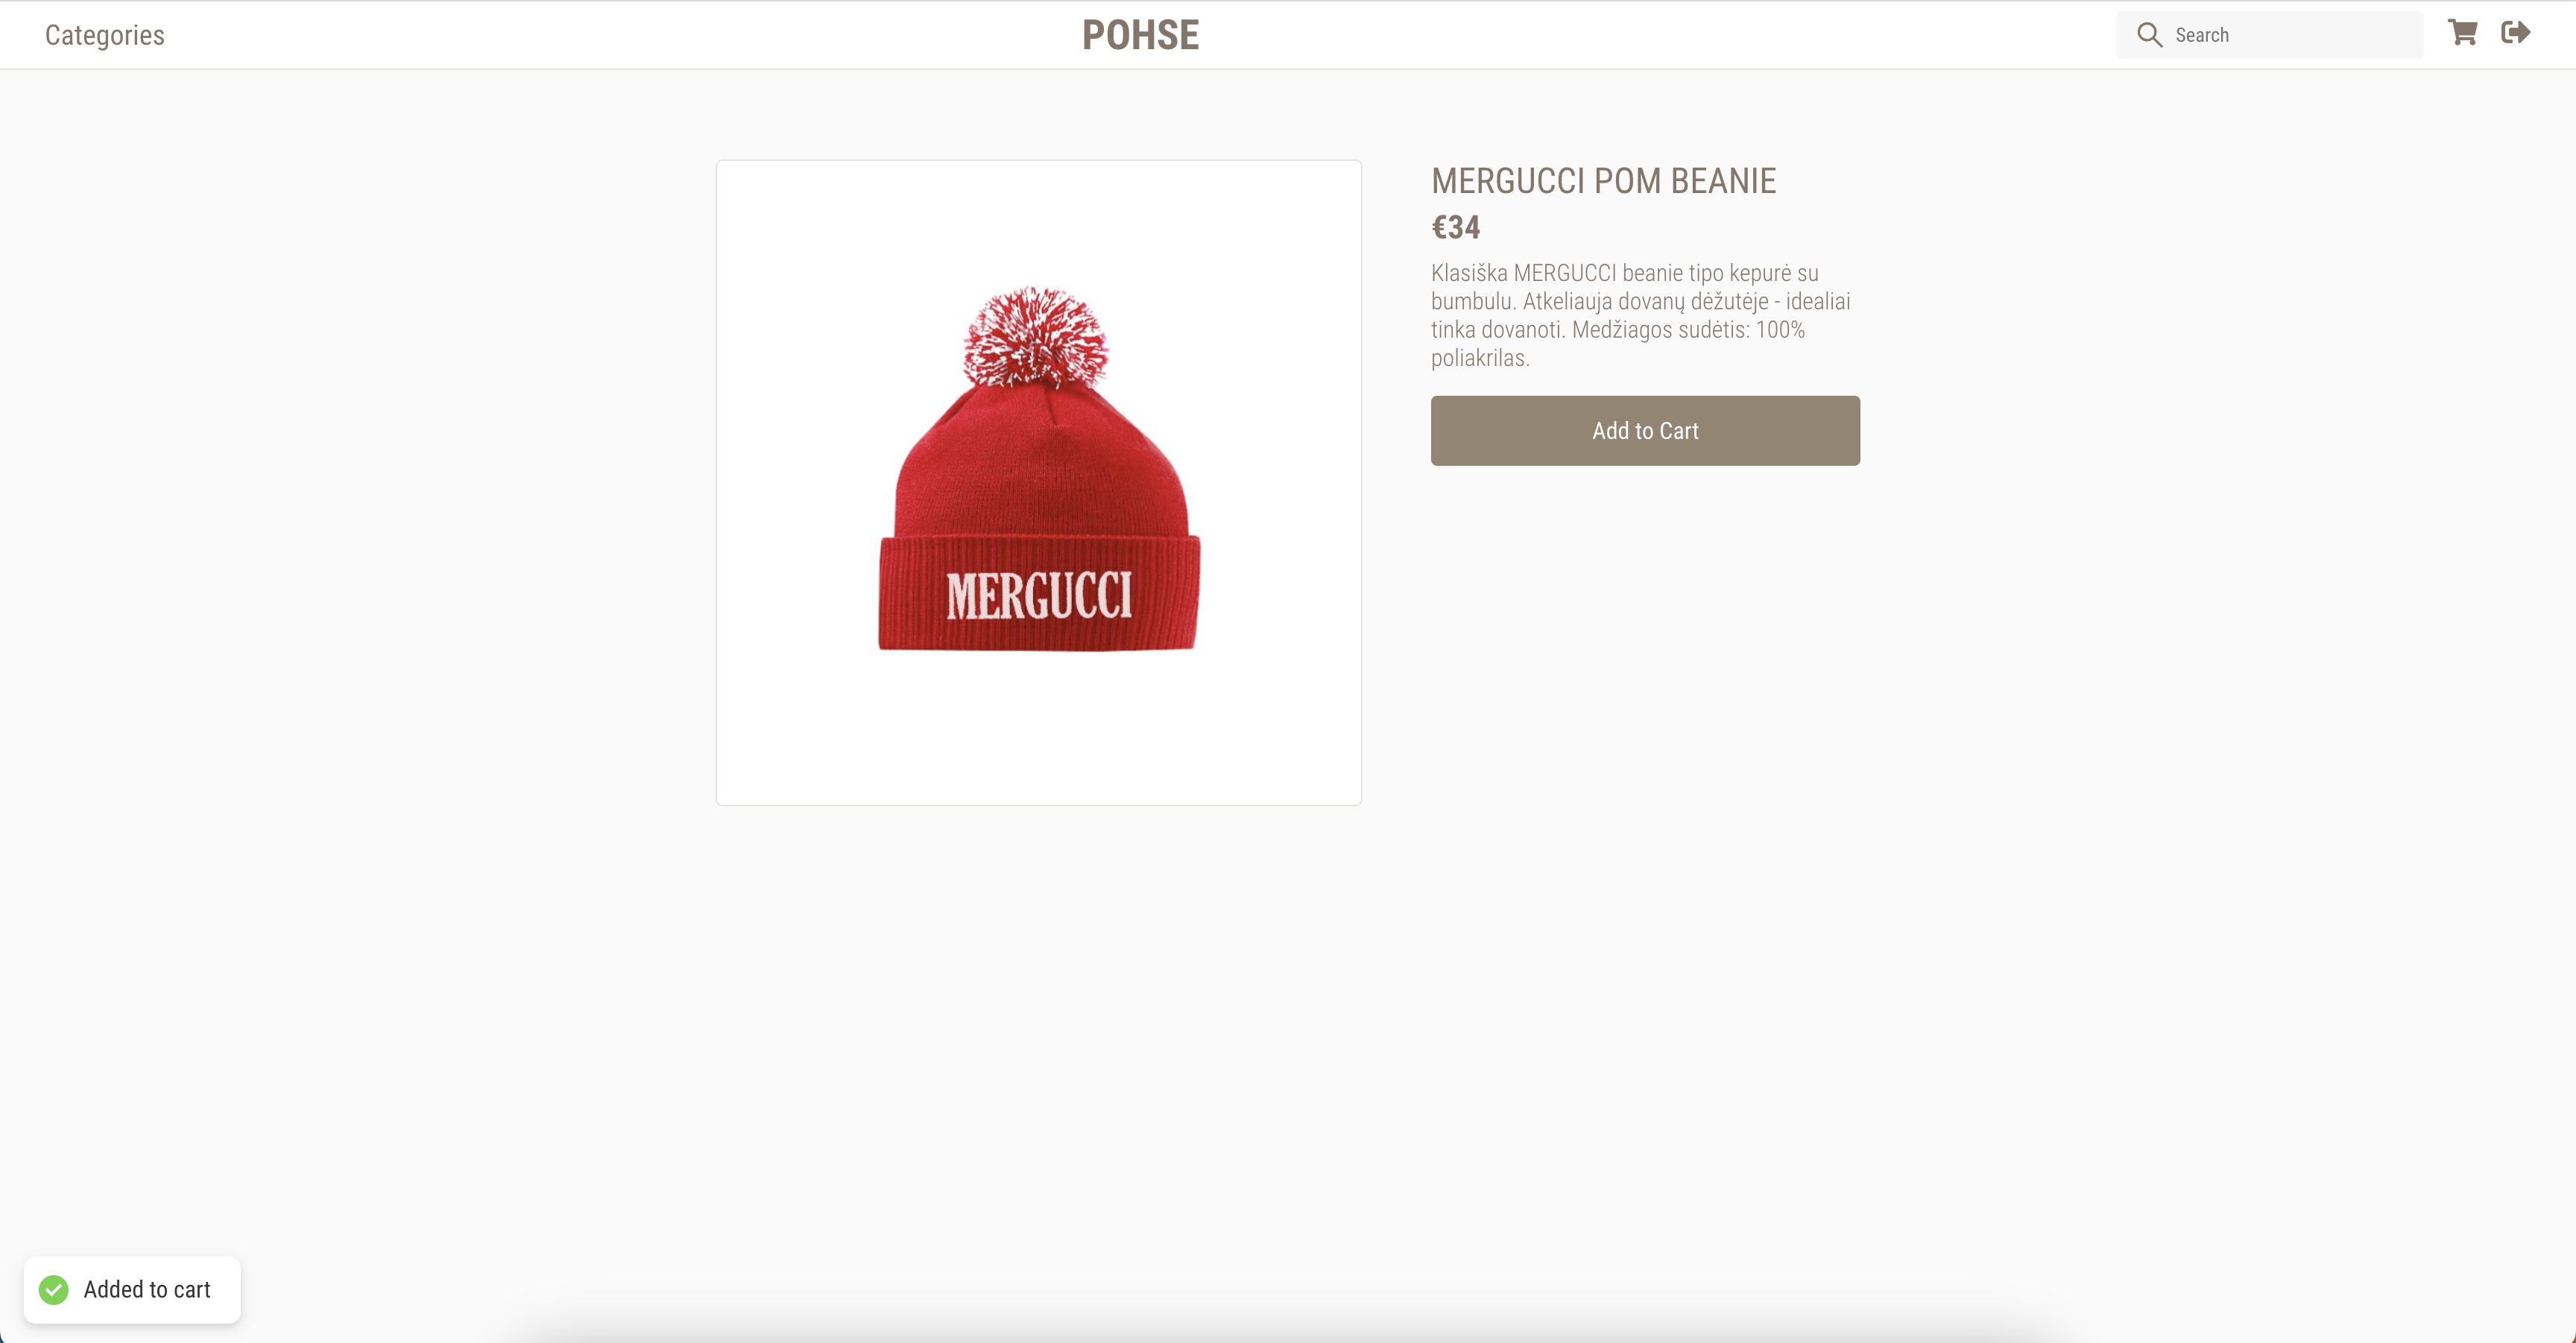 Categories
POHSE
Search
MERGUCCI POM BEANIE
€34
Klasiška MERGUCCI beanie tipo kepurė su
bumbulu. Atkeliauja dovanų dėžutėje - idealiai
tinka dovanoti. Medžiagos sudėtis: 100%
poliakrilas.
Add to Cart
MERGUCCI
Added to cart